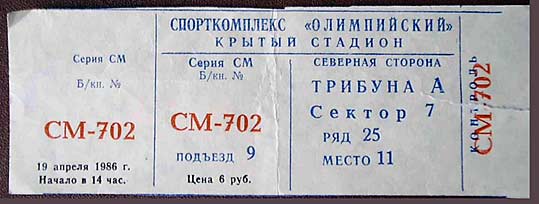 Серия СМ
Б/кн. №
СМ-702
19 апреля 1986 г.
Начало в 14 час.
СПОРТКОМПЛЕКС «ОЛИМПИЙСКИЙ»
КРЫТЫЙ СТАДИОН
Серия СМ
Б/кн. №
СМ-702
ПОДЪЕЗД 9
Цена 6 руб.
СЕВЕРНАЯ СТОРОНА
ТРИБУНА А
Сектор 7
РЯД 25
МЕСТО 11
КОНТРОЛЬ
СМ-702